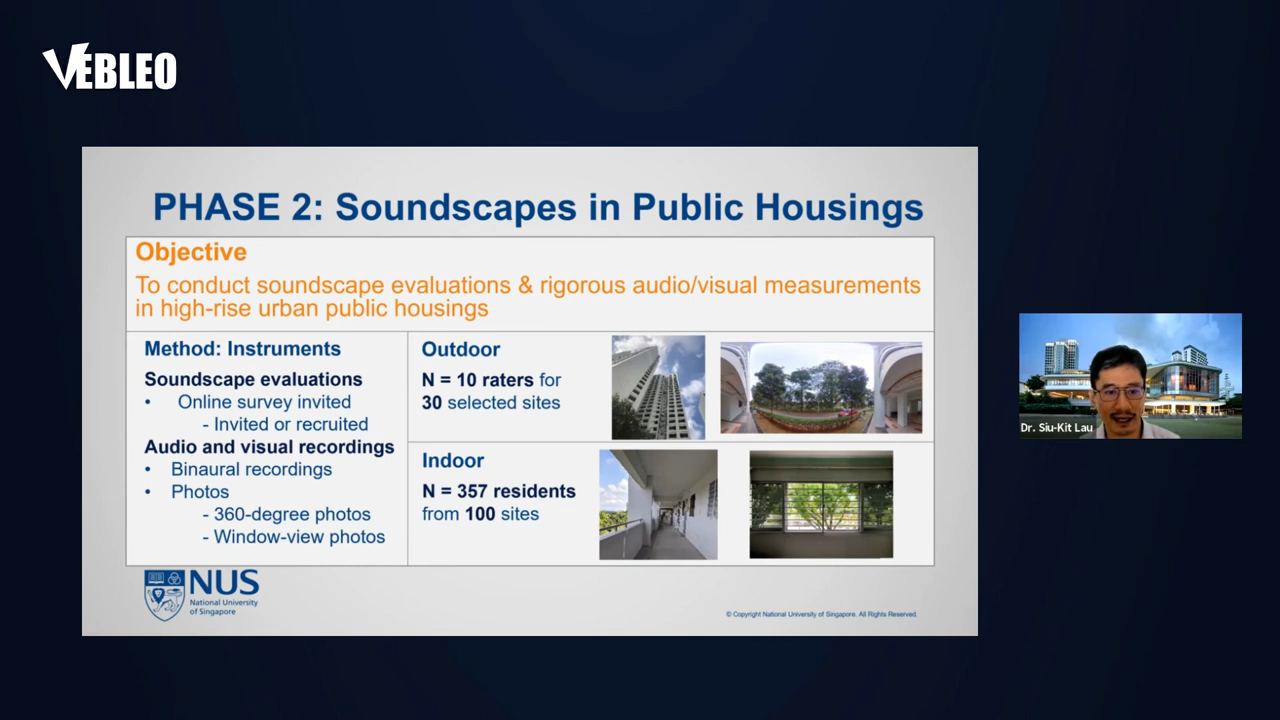 VEBLEO
PHASE 2: Soundscapes in Public Housings
Objective
To conduct soundscape evaluations & rigorous audio/visual measurements
in high-rise urban public housings
Method: Instruments
Soundscape evaluations
• Online survey invited
- Invited or recruited
Audio and visual recordings
• Binaural recordings
• Photos
- 360-degree photos
- Window-view photos
Outdoor
N = 10 raters for
30 selected sites
Indoor
N = 357 residents
from 100 sites
NUS
National University
of Singapore
© Copyright National University of Singapore. All Rights Reserved.
Dr. Siu-Kit Lau